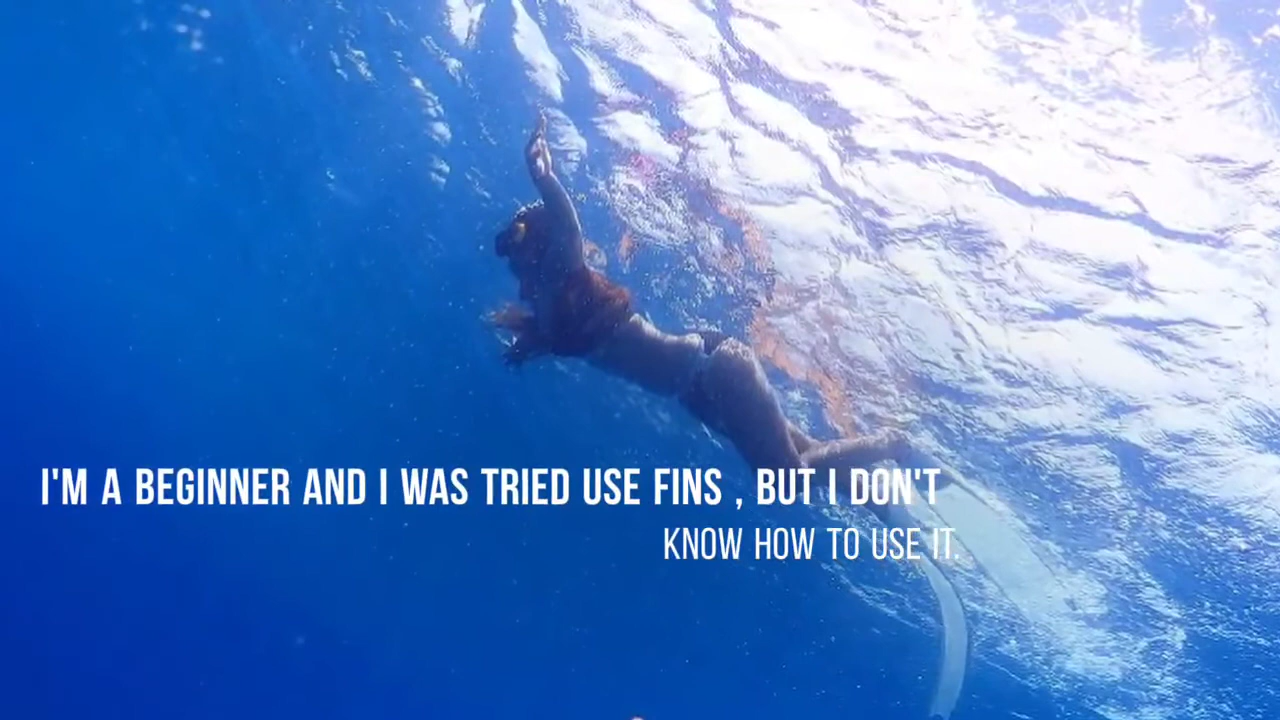 I'M A BEGINNER AND I WAS TRIED USE FINS , BUT I DON'T
KNOW HOW TO USE IT.